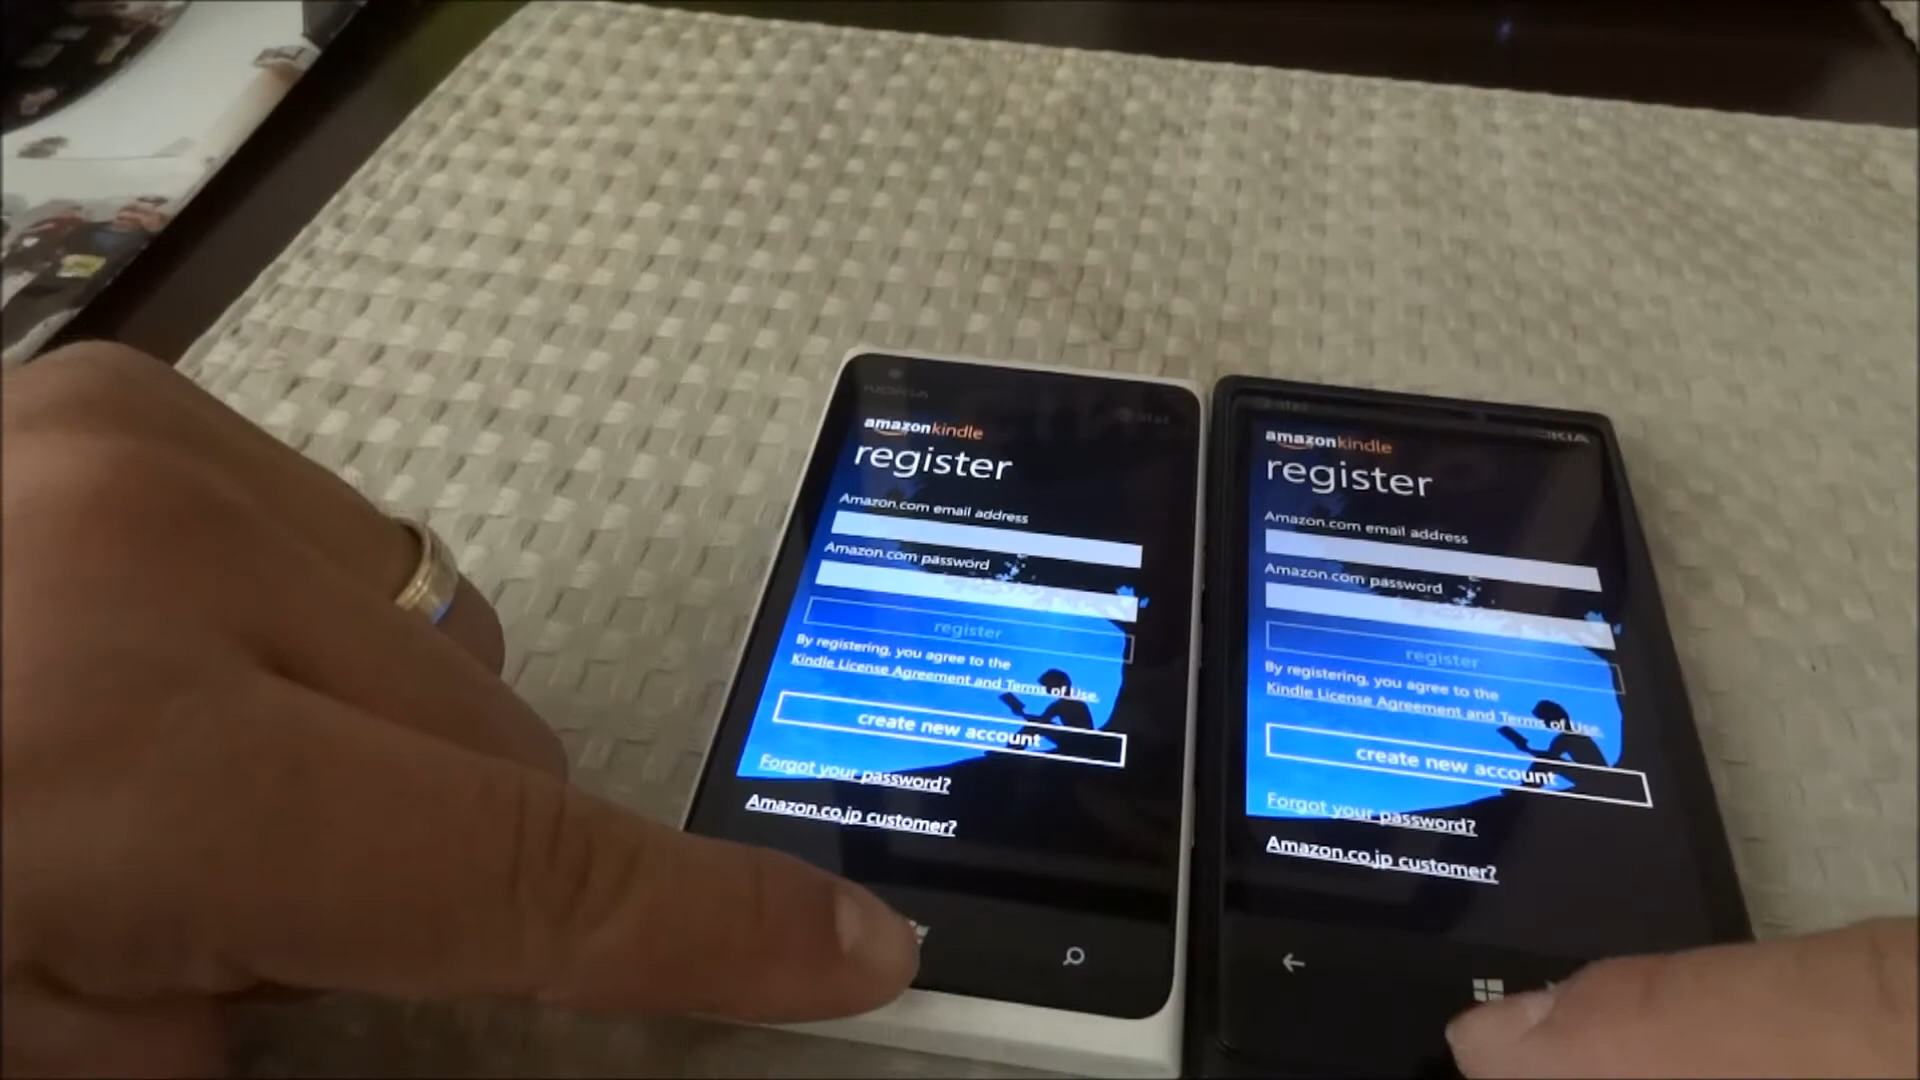 NOKIA
at&t
amazonkindle
register
Amazon.com email address
Amazon.com password
register
By registering, you agree to the
Kindle License Agreement and Terms of Use.
create new account
Forgot your password?
Amazon.co.jp customer?
at&t
amazonkindle
register
Amazon.com email address
Amazon.com password
register
By registering, you agree to the
Kindle License Agreement and Terms of Use.
create new account
Forgot your password?
Amazon.co.jp customer?